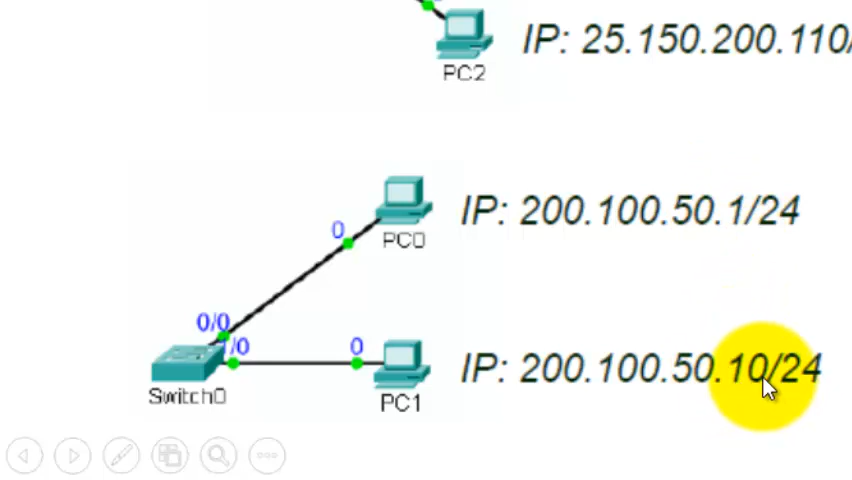 PC2
IP: 25.150.200.110/
PC0
IP: 200.100.50.1/24
0
0/0
/0
0
Switch0
PC1
IP: 200.100.50.10/24